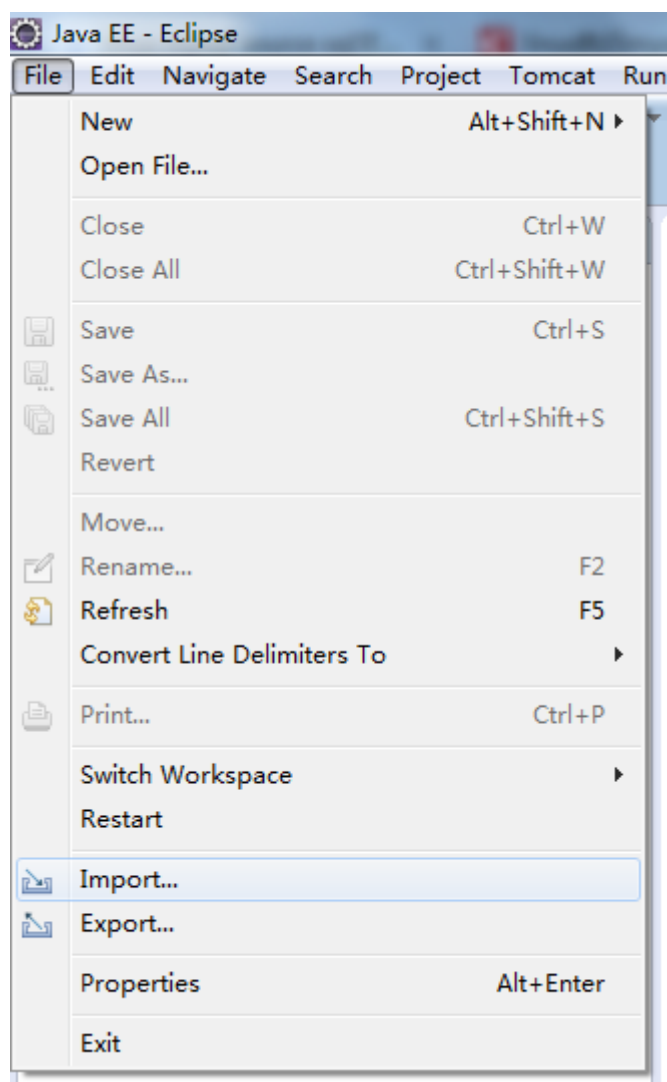 Java EE - Eclipse
File Edit Navigate Search Project Tomcat Run
New Alt+Shift+N
Open File...
Close Ctrl+W
Close All Ctrl+Shift+W
Save Ctrl+S
Save As...
Save All Ctrl+Shift+S
Revert
Move...
Rename... F2
Refresh F5
Convert Line Delimiters To
Print... Ctrl+P
Switch Workspace
Restart
Import...
Export...
Properties Alt+Enter
Exit